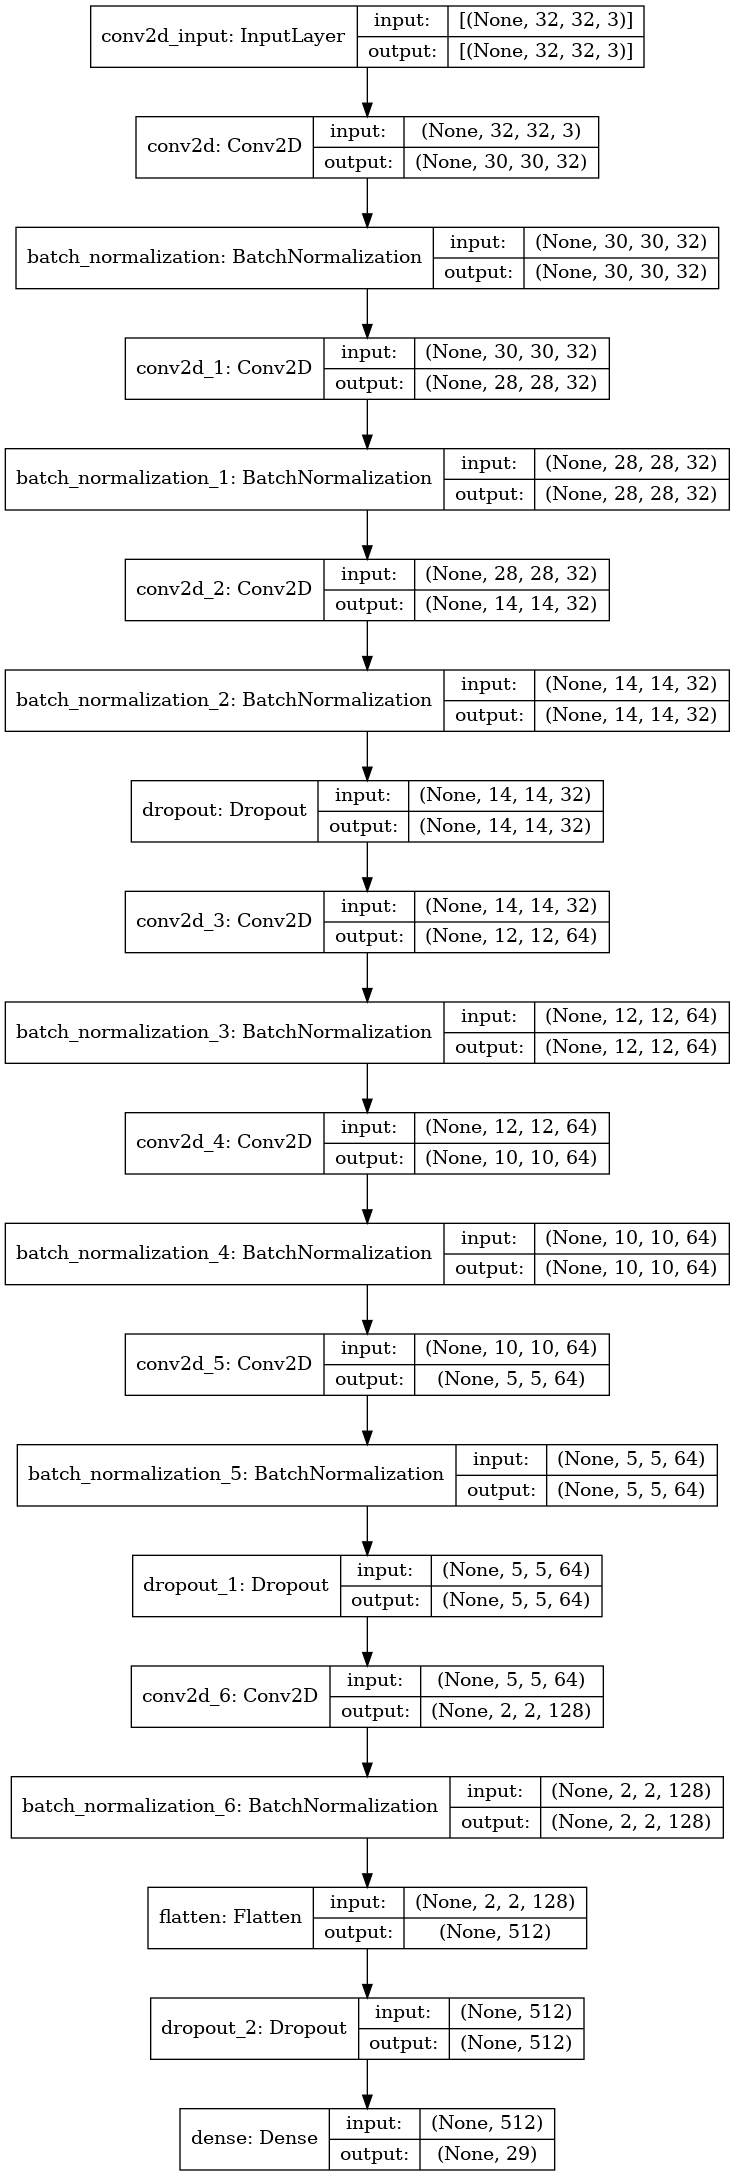 conv2d_input: InputLayer
input: [(None, 32, 32, 3)]
output: [(None, 32, 32, 3)]
conv2d: Conv2D
input: (None, 32, 32, 3)
output: (None, 30, 30, 32)
batch_normalization: BatchNormalization
input: (None, 30, 30, 32)
output: (None, 30, 30, 32)
conv2d_1: Conv2D
input: (None, 30, 30, 32)
output: (None, 28, 28, 32)
batch_normalization_1: BatchNormalization
input: (None, 28, 28, 32)
output: (None, 28, 28, 32)
conv2d_2: Conv2D
input: (None, 28, 28, 32)
output: (None, 14, 14, 32)
batch_normalization_2: BatchNormalization
input: (None, 14, 14, 32)
output: (None, 14, 14, 32)
dropout: Dropout
input: (None, 14, 14, 32)
output: (None, 14, 14, 32)
conv2d_3: Conv2D
input: (None, 14, 14, 32)
output: (None, 12, 12, 64)
batch_normalization_3: BatchNormalization
input: (None, 12, 12, 64)
output: (None, 12, 12, 64)
conv2d_4: Conv2D
input: (None, 12, 12, 64)
output: (None, 10, 10, 64)
batch_normalization_4: BatchNormalization
input: (None, 10, 10, 64)
output: (None, 10, 10, 64)
conv2d_5: Conv2D
input: (None, 10, 10, 64)
output: (None, 5, 5, 64)
batch_normalization_5: BatchNormalization
input: (None, 5, 5, 64)
output: (None, 5, 5, 64)
dropout_1: Dropout
input: (None, 5, 5, 64)
output: (None, 5, 5, 64)
conv2d_6: Conv2D
input: (None, 5, 5, 64)
output: (None, 2, 2, 128)
batch_normalization_6: BatchNormalization
input: (None, 2, 2, 128)
output: (None, 2, 2, 128)
flatten: Flatten
input: (None, 2, 2, 128)
output: (None, 512)
dropout_2: Dropout
input: (None, 512)
output: (None, 512)
dense: Dense
input: (None, 512)
output: (None, 29)